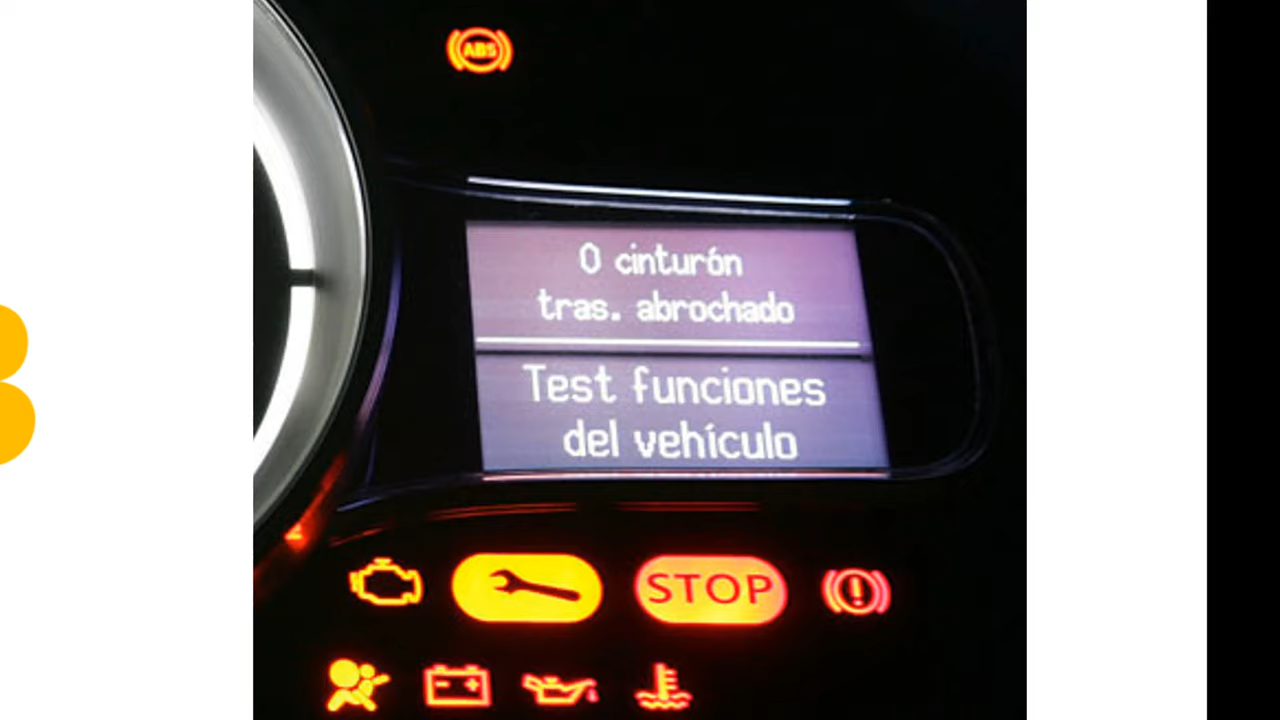 ABS
0 cinturón
tras. abrochado
Test funciones
del vehículo
STOP